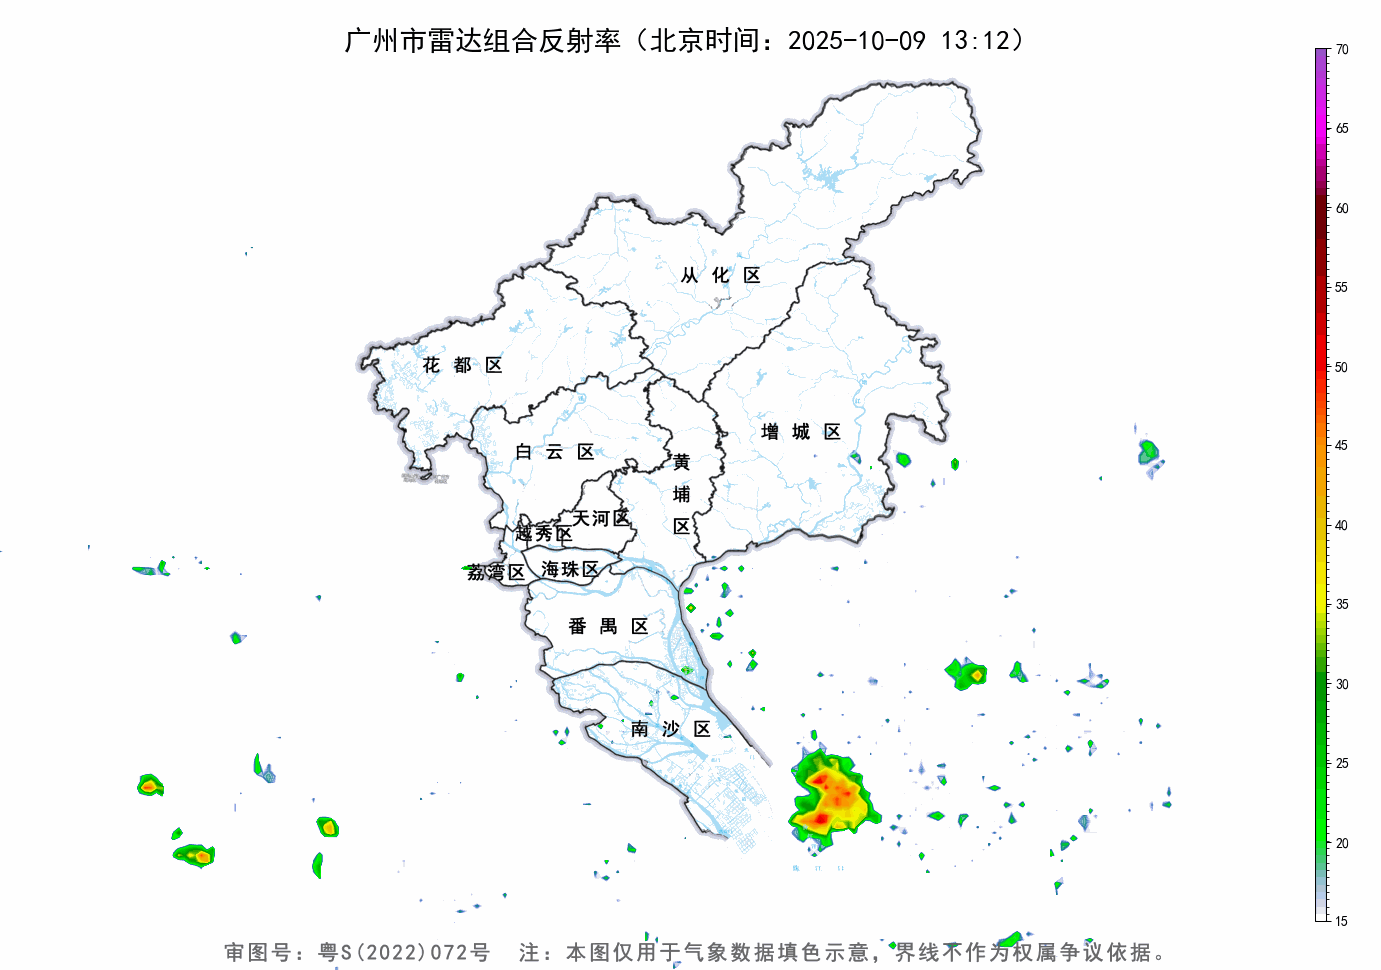 广州市雷达组合反射率（北京时间：2025-10-09 13:12）
70
65
60
55
50
45
40
35
30
25
20
15
从化区
花都区
增城区
白云区
黄埔区
天河区
越秀区
荔湾区
海珠区
番禺区
南沙区
审图号：粤S(2022)072号 注：本图仅用于气象数据填色示意，界线不作为权属争议依据。